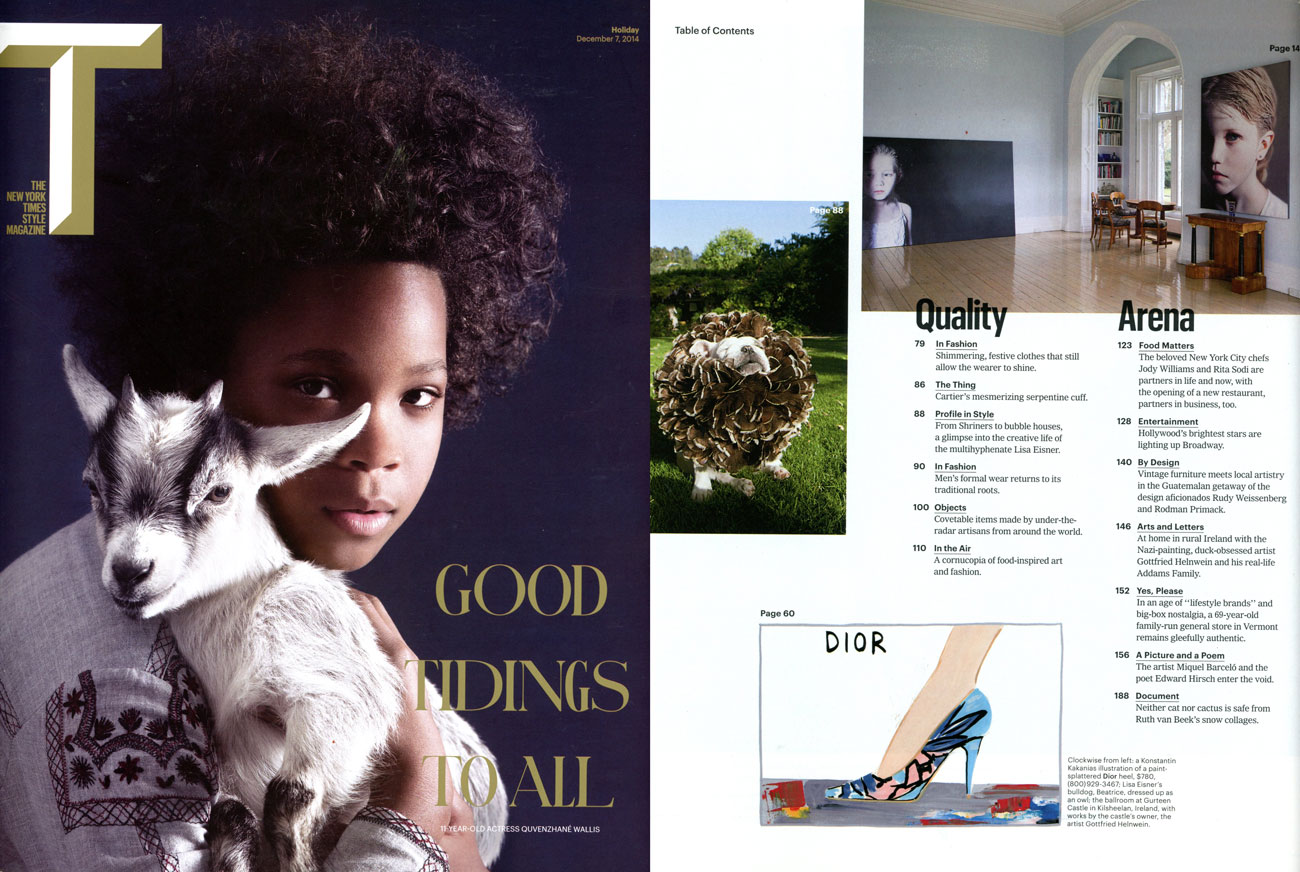 Holiday
December 7, 2014
T
THE
NEW YORK
TIMES
STYLE
MAGAZINE
GOOD
TIDINGS
TO ALL
11-YEAR-OLD ACTRESS QUVENZHANÉ WALLIS
Table of Contents
Page 14
Page 88
Quality
79 In Fashion
Shimmering, festive clothes that still
allow the wearer to shine.
86 The Thing
Cartier's mesmerizing serpentine cuff.
88 Profile in Style
From Shriners to bubble houses,
a glimpse into the creative life of
the multihyphenate Lisa Eisner.
90 In Fashion
Men's formal wear returns to its
traditional roots.
100 Objects
Covetable items made by under-the-
radar artisans from around the world.
110 In the Air
A cornucopia of food-inspired art
and fashion.
Arena
123 Food Matters
The beloved New York City chefs
Jody Williams and Rita Sodi are
partners in life and now, with
the opening of a new restaurant,
partners in business, too.
128 Entertainment
Hollywood's brightest stars are
lighting up Broadway.
140 By Design
Vintage furniture meets local artistry
in the Guatemalan getaway of the
design aficionados Rudy Weissenberg
and Rodman Primack.
146 Arts and Letters
At home in rural Ireland with the
Nazi-painting, duck-obsessed artist
Gottfried Helnwein and his real-life
Addams Family.
152 Yes, Please
In an age of "lifestyle brands" and
big-box nostalgia, a 69-year-old
family-run general store in Vermont
remains gleefully authentic.
156 A Picture and a Poem
The artist Miquel Barceló and the
poet Edward Hirsch enter the void.
188 Document
Neither cat nor cactus is safe from
Ruth van Beek's snow collages.
Page 60
DIOR
Clockwise from left: a Konstantin
Kakanias illustration of a paint-
splattered Dior heel, $780,
(800)929-3467; Lisa Eisner's
bulldog, Beatrice, dressed up as
an owl; the ballroom at Gurteen
Castle in Kilsheelan, Ireland, with
works by the castle's owner, the
artist Gottfried Helnwein.